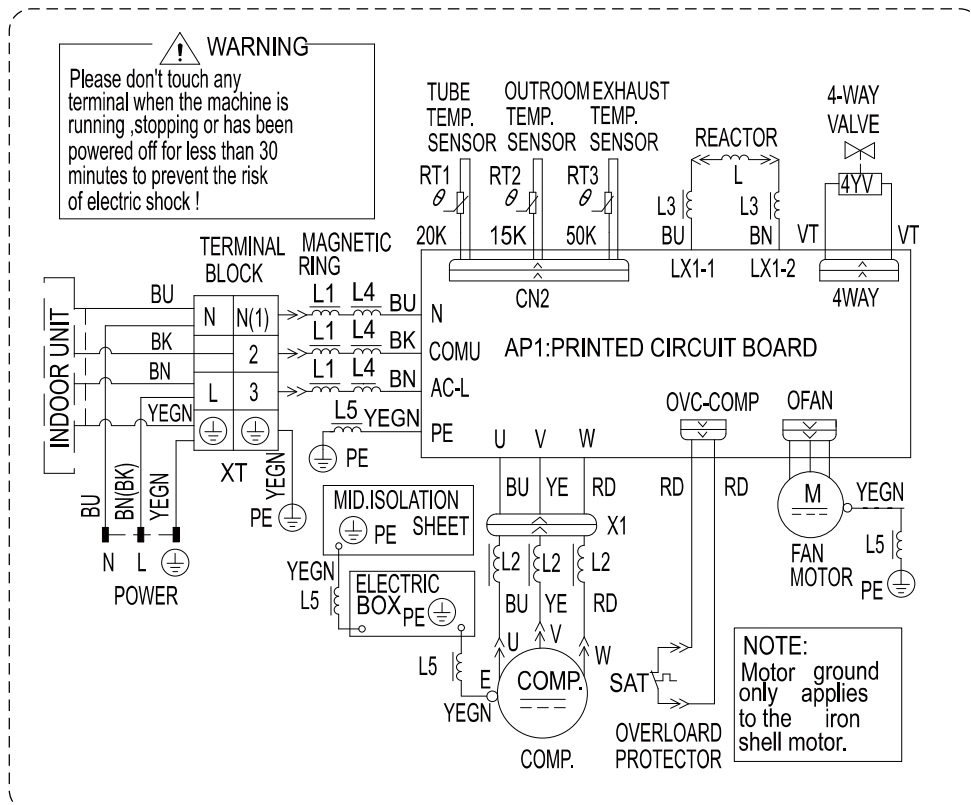 WARNING
Please don't touch any
terminal when the machine is
running ,stopping or has been
powered off for less than 30
minutes to prevent the risk
of electric shock !
TUBE
TEMP.
SENSOR
OUTROOM
TEMP.
SENSOR
EXHAUST
TEMP.
SENSOR
REACTOR
L
4-WAY
VALVE
4YV
RT1
RT2
RT3
θ
θ
θ
20K
15K
50K
L3
L3
BU
BN
VT
VT
LX1-1
LX1-2
4WAY
CN2
TERMINAL
BLOCK
MAGNETIC
RING
INDOOR UNIT
BU
N
N(1)
L1
L4
BU
N
BK
2
L1
L4
BK
COMU
BN
L
3
L1
L4
BN
AC-L
YEGN
L5
YEGN
PE
PE
XT
YEGN
PE
AP1:PRINTED CIRCUIT BOARD
OVC-COMP
OFAN
U
V
W
BU
YE
RD
RD
RD
X1
M
YEGN
FAN
MOTOR
L5
PE
BU
BN(BK)
YEGN
N
L
POWER
MID.ISOLATION
SHEET
PE
YEGN
L5
ELECTRIC
BOX
PE
L5
E
YEGN
L2
L2
L2
BU
YE
RD
U
V
W
COMP.
COMP.
SAT
OVERLOARD
PROTECTOR
NOTE:
Motor ground
only applies
to the iron
shell motor.